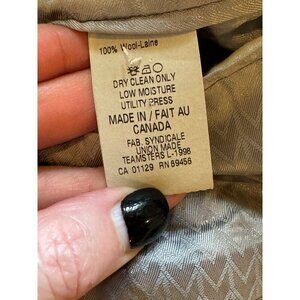 100% Wool-Laine
DRY CLEAN ONLY
LOW MOISTURE
UTILITY PRESS
MADE IN / FAIT AU
CANADA
FAB. SYNDICALE
UNION MADE
TEAMSTERS L-1998
CA 01129 RN 69456